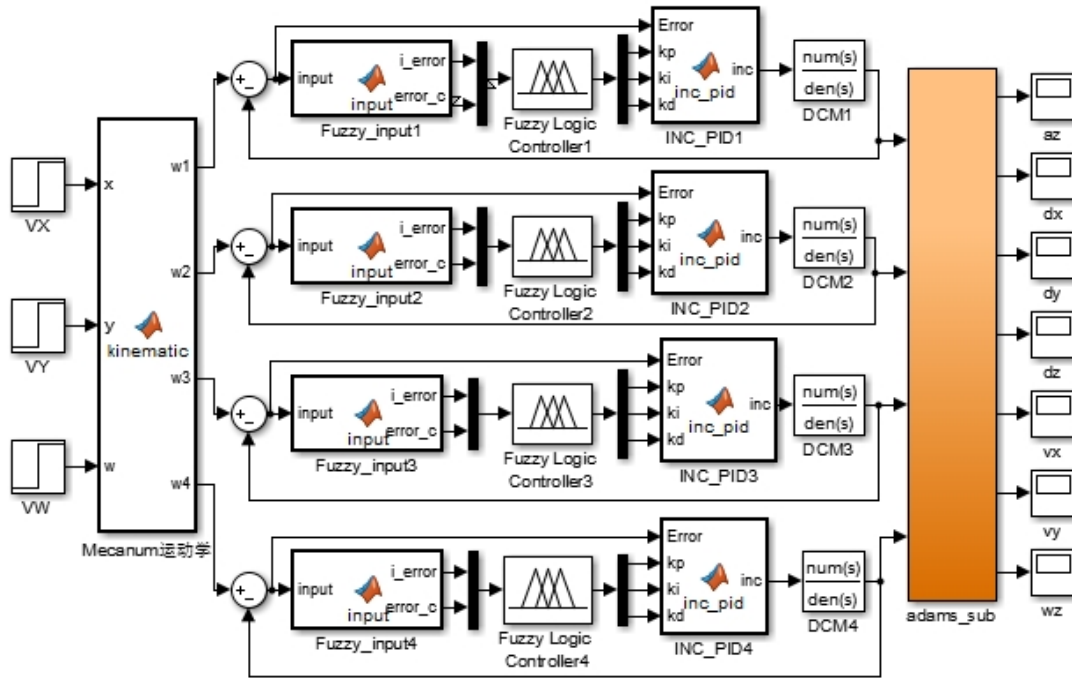 VX
VY
VW
x
y
w
kinematic
w1
w2
w3
w4
Mecanum运动学
input
i_error
error_c
input
Fuzzy_input1
Fuzzy Logic
Controller1
Error
kp
ki
kd
inc
inc_pid
INC_PID1
num(s)
den(s)
DCM1
input
i_error
error_c
input
Fuzzy_input2
Fuzzy Logic
Controller2
Error
kp
ki
kd
inc
inc_pid
INC_PID2
num(s)
den(s)
DCM2
input
i_error
error_c
input
Fuzzy_input3
Fuzzy Logic
Controller3
Error
kp
ki
kd
inc
inc_pid
INC_PID3
num(s)
den(s)
DCM3
input
i_error
error_c
input
Fuzzy_input4
Fuzzy Logic
Controller4
Error
kp
ki
kd
inc
inc_pid
INC_PID4
num(s)
den(s)
DCM4
adams_sub
az
dx
dy
dz
vx
vy
wz